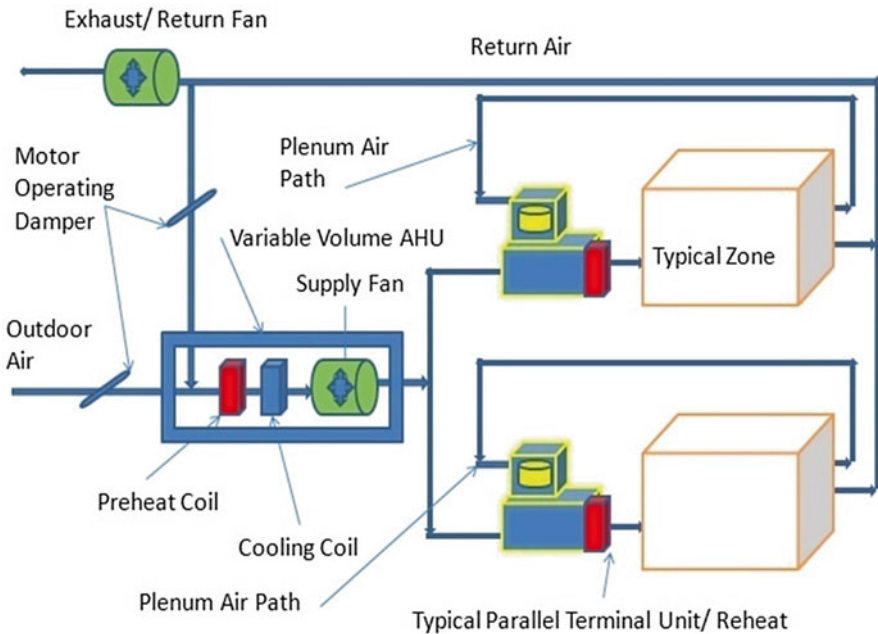 Exhaust/ Return Fan
Return Air
Motor
Operating
Damper
Plenum Air
Path
Variable Volume AHU
Supply Fan
Typical Zone
Outdoor
Air
Preheat Coil
Cooling Coil
Plenum Air Path
Typical Parallel Terminal Unit/ Reheat